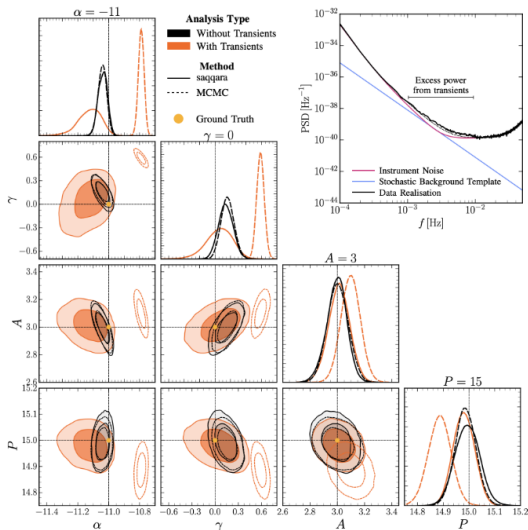 α = −11
Analysis Type
Without Transients
With Transients
Method
saqqara
MCMC
Ground Truth
γ = 0
PSD [Hz⁻¹]
10⁻³²
10⁻³⁴
10⁻³⁶
10⁻³⁸
10⁻⁴⁰
10⁻⁴²
10⁻⁴⁴
Excess power
from transients
Instrument Noise
Stochastic Background Template
Data Realisation
10⁻⁴ 10⁻³ 10⁻²
f [Hz]
γ
0.6
0.3
0.0
−0.3
−0.6
A = 3
A
3.4
3.2
3.0
2.8
2.6
P = 15
P
15.2
15.1
15.0
14.9
14.8
−11.4 −11.2 −11.0 −10.8
−0.6 −0.3 0.0 0.3 0.6
2.6 2.8 3.0 3.2 3.4
14.8 14.9 15.0 15.1 15.2
α
γ
A
P